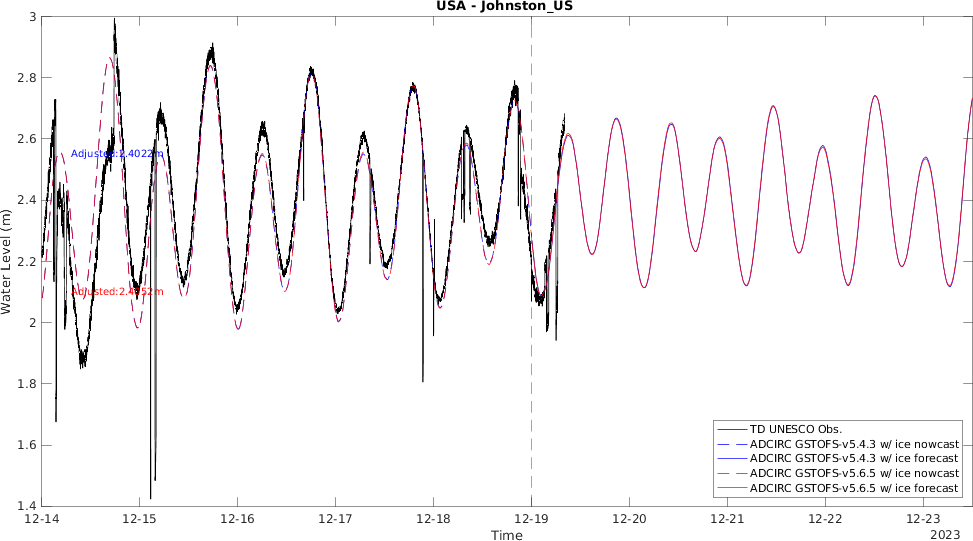 USA - Johnston_US
3
2.8
2.6
2.4
2.2
2
1.8
1.6
1.4
Water Level (m)
Adjusted:2.4022m
TD UNESCO Obs.
ADCIRC GSTOFS-v5.4.3 w/ ice nowcast
ADCIRC GSTOFS-v5.4.3 w/ ice forecast
ADCIRC GSTOFS-v5.6.5 w/ ice nowcast
ADCIRC GSTOFS-v5.6.5 w/ ice forecast
12-14 12-15 12-16 12-17 12-18 12-19 12-20 12-21 12-22 12-23
Time
2023